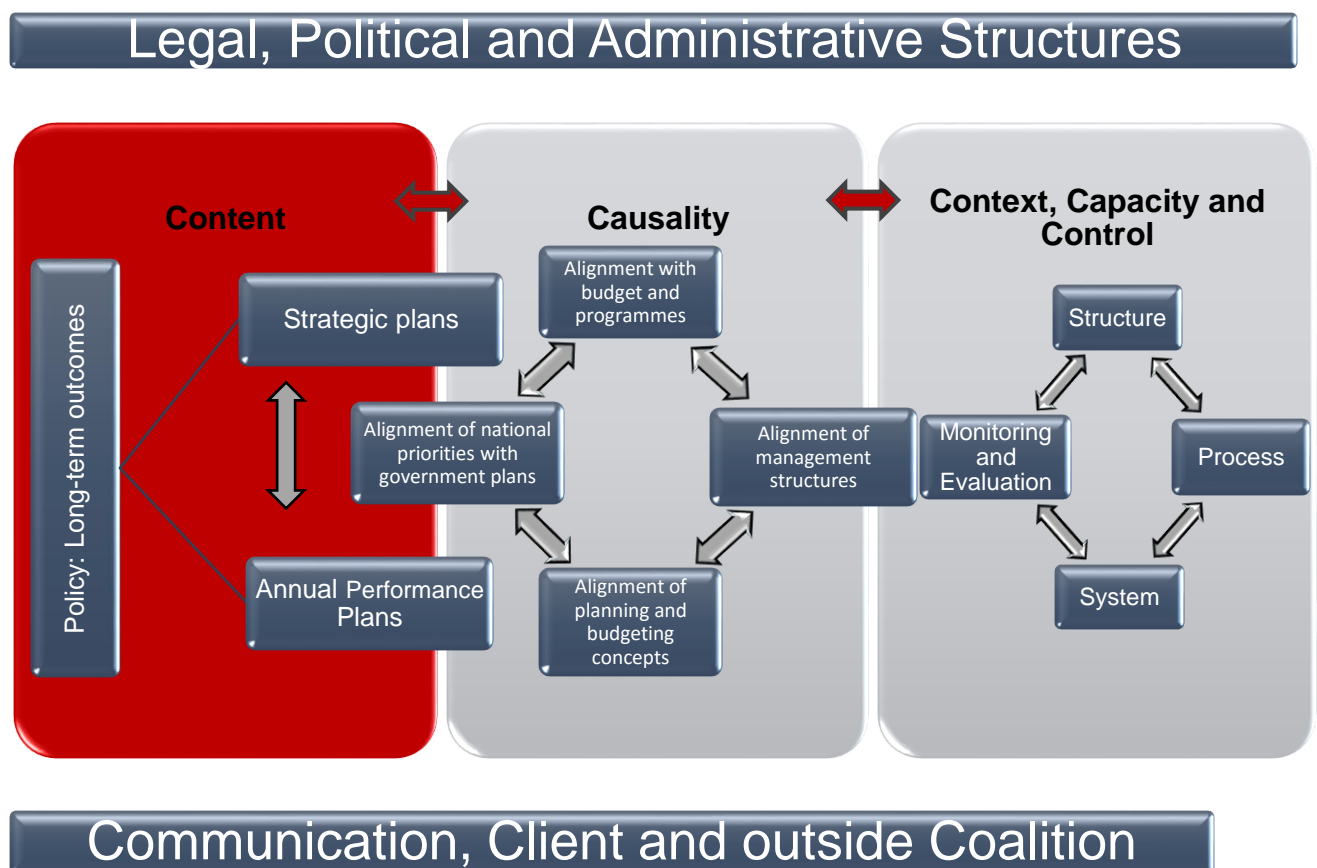 Legal, Political and Administrative Structures
Content
Policy: Long-term outcomes
Strategic plans
Annual Performance
Plans
Causality
Alignment with
budget and
programmes
Alignment of national
priorities with
government plans
Alignment of
management
structures
Alignment of
planning and
budgeting
concepts
Context, Capacity and
Control
Structure
Monitoring
and
Evaluation
Process
System
Communication, Client and outside Coalition